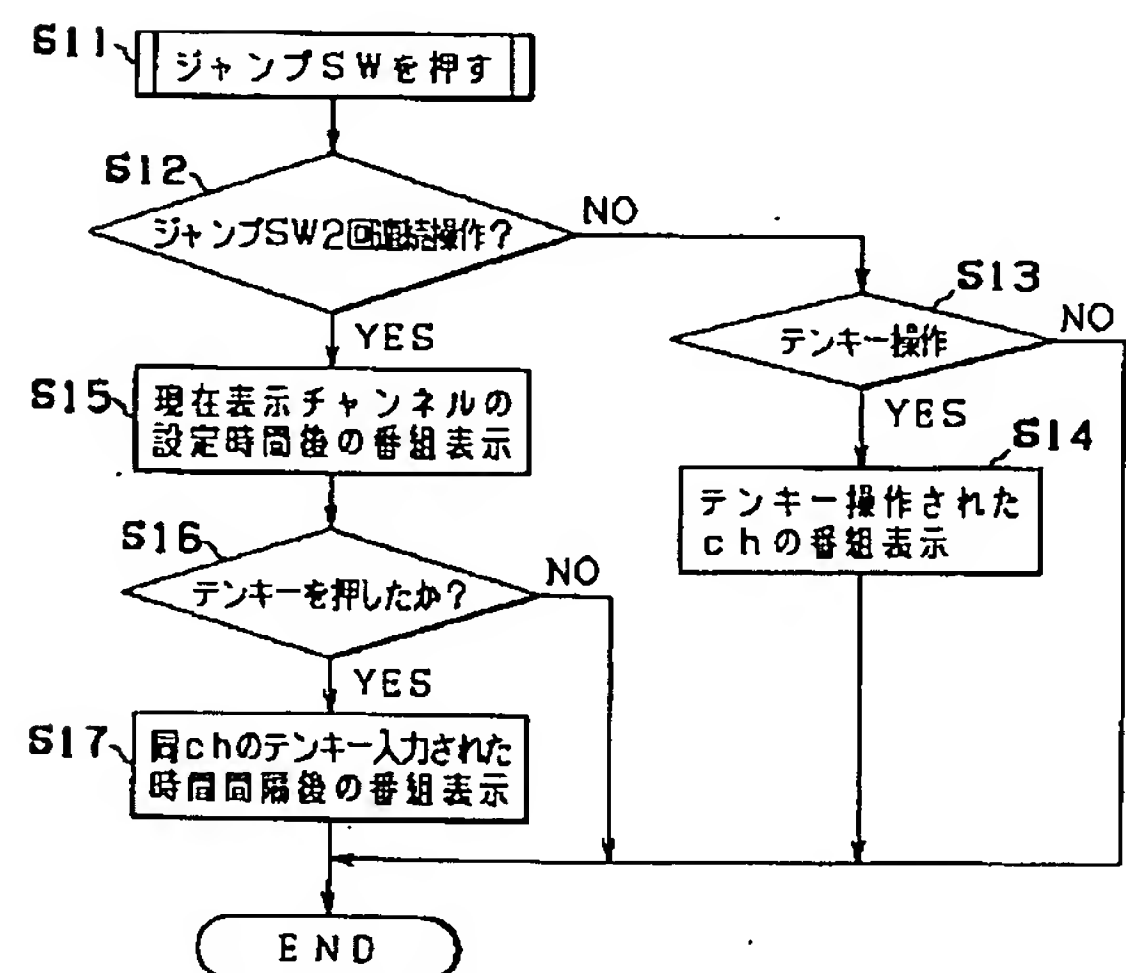 S11
ジャンプSWを押す
S12
ジャンプSW2回連続操作?
NO
YES
S13
テンキー操作
NO
YES
S14
テンキー操作された
chの番組表示
S15
現在表示チャンネルの
設定時間後の番組表示
S16
テンキーを押したか?
NO
YES
S17
同chのテンキー入力された
時間間隔後の番組表示
END